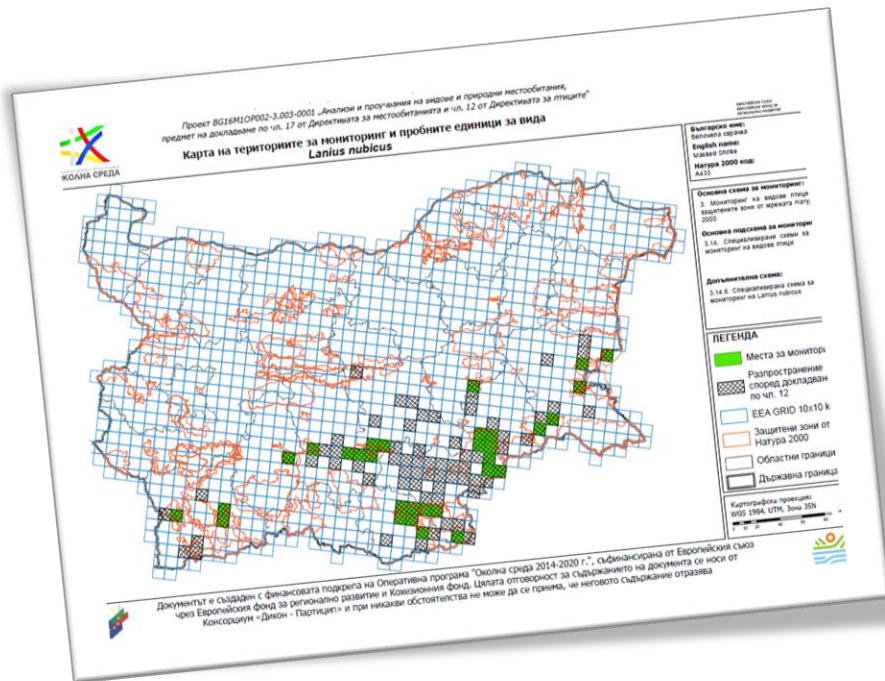 Проект BG16M1OP002-3.003-0001 „Анализи и проучвания на видове и природни местообитания,
предмет на докладване по чл. 17 от Директивата за местообитанията и чл. 12 от Директивата за птиците"
Карта на териториите за мониторинг и пробните единици за вида
Lanius nubicus
ОКОЛНА СРЕДА
Българско име:
Белочела сврачка
English name:
Masked Shrike
Натура 2000 код:
A433
Основна схема за мониторинг:
3. Мониторинг на видове птици
защитените зони от мрежата Нату
2000
Основна подсхема за мониторин
3.14. Специализирани схеми за
мониторинг на видове птици
Допълнителна схема:
3.14.6. Специализирана схема за
мониторинг на Lanius nubicus
ЛЕГЕНДА
Места за монитори
Разпространение
според докладван
по чл. 12
EEA GRID 10x10 k
Защитени зони от
Натура 2000
Областни граници
Държавна граница
Картографска проекция:
WGS 1984, UTM, Зона 35N
Документът е създаден с финансовата подкрепа на Оперативна програма "Околна среда 2014-2020 г.", съфинансирана от Европейския съюз
чрез Европейския фонд за регионално развитие и Кохезионния фонд. Цялата отговорност за съдържанието на документа се носи от
Консорциум «Дикон - Партицип» и при никакви обстоятелства не може да се приема, че неговото съдържание отразява